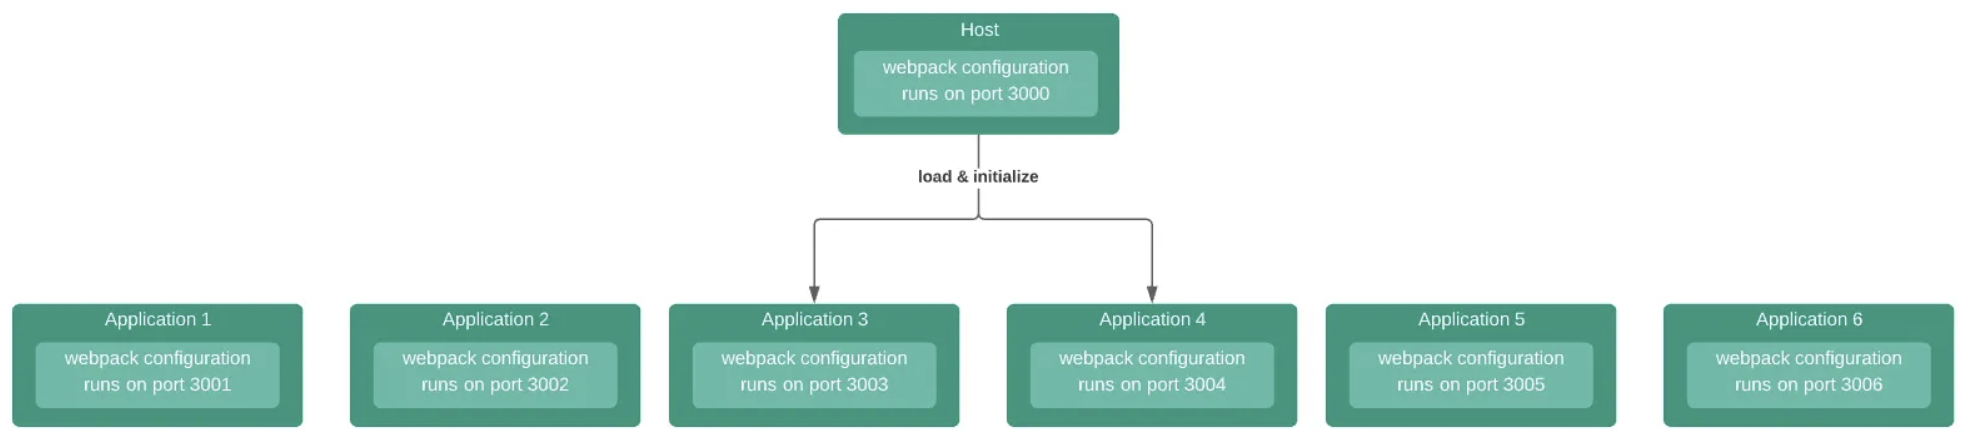 Host
webpack configuration
runs on port 3000
load & initialize
Application 1
webpack configuration
runs on port 3001
Application 2
webpack configuration
runs on port 3002
Application 3
webpack configuration
runs on port 3003
Application 4
webpack configuration
runs on port 3004
Application 5
webpack configuration
runs on port 3005
Application 6
webpack configuration
runs on port 3006